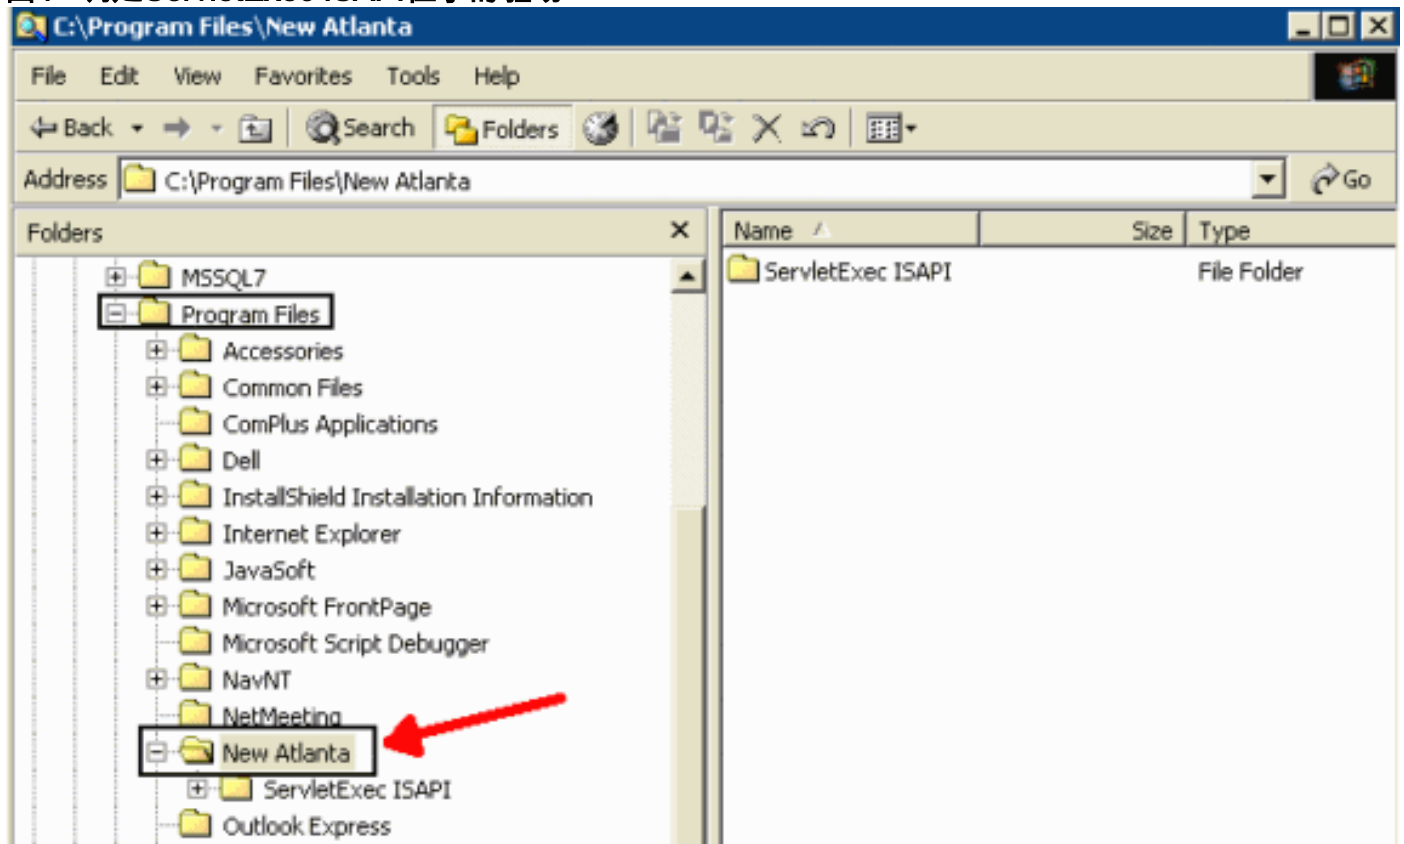 C:\Program Files\New Atlanta
File Edit View Favorites Tools Help
Back Search Folders
Address C:\Program Files\New Atlanta Go
Folders
Name Size Type
MSSQL7
Program Files
Accessories
Common Files
ComPlus Applications
Dell
InstallShield Installation Information
Internet Explorer
JavaSoft
Microsoft FrontPage
Microsoft Script Debugger
NavNT
NetMeeting
New Atlanta
ServletExec ISAPI
Outlook Express
ServletExec ISAPI File Folder